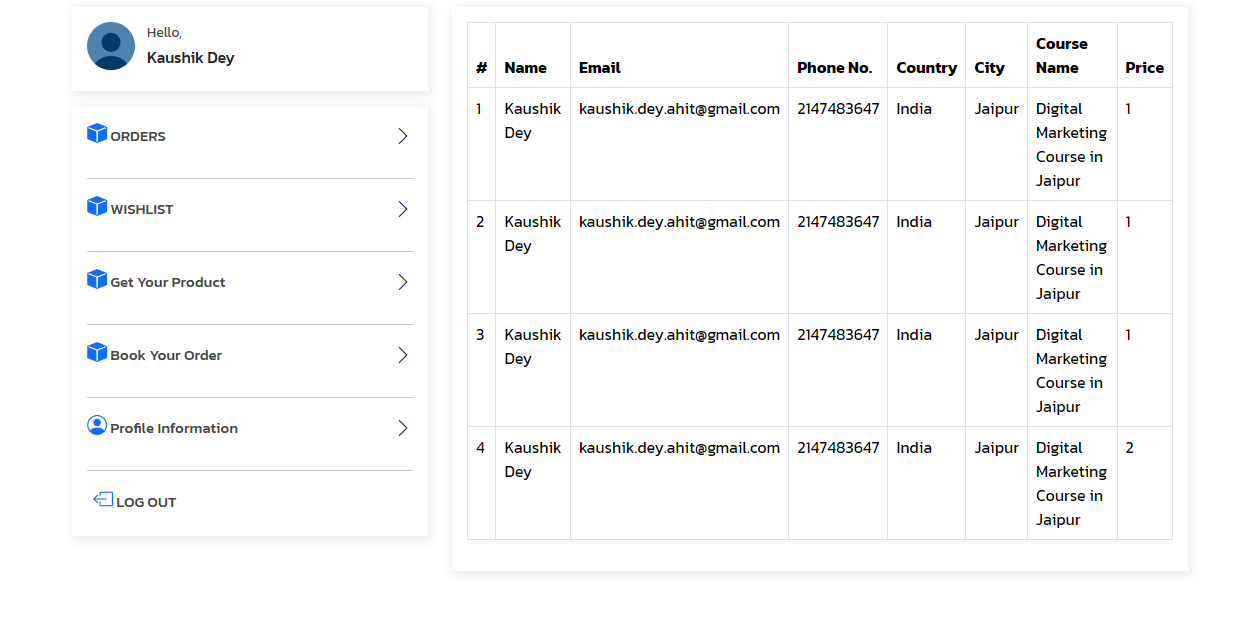 Hello,
Kaushik Dey
ORDERS
WISHLIST
Get Your Product
Book Your Order
Profile Information
LOG OUT
# Name Email Phone No. Country City Course Name Price
1 Kaushik Dey kaushik.dey.ahit@gmail.com 2147483647 India Jaipur Digital Marketing Course in Jaipur 1
2 Kaushik Dey kaushik.dey.ahit@gmail.com 2147483647 India Jaipur Digital Marketing Course in Jaipur 1
3 Kaushik Dey kaushik.dey.ahit@gmail.com 2147483647 India Jaipur Digital Marketing Course in Jaipur 1
4 Kaushik Dey kaushik.dey.ahit@gmail.com 2147483647 India Jaipur Digital Marketing Course in Jaipur 2